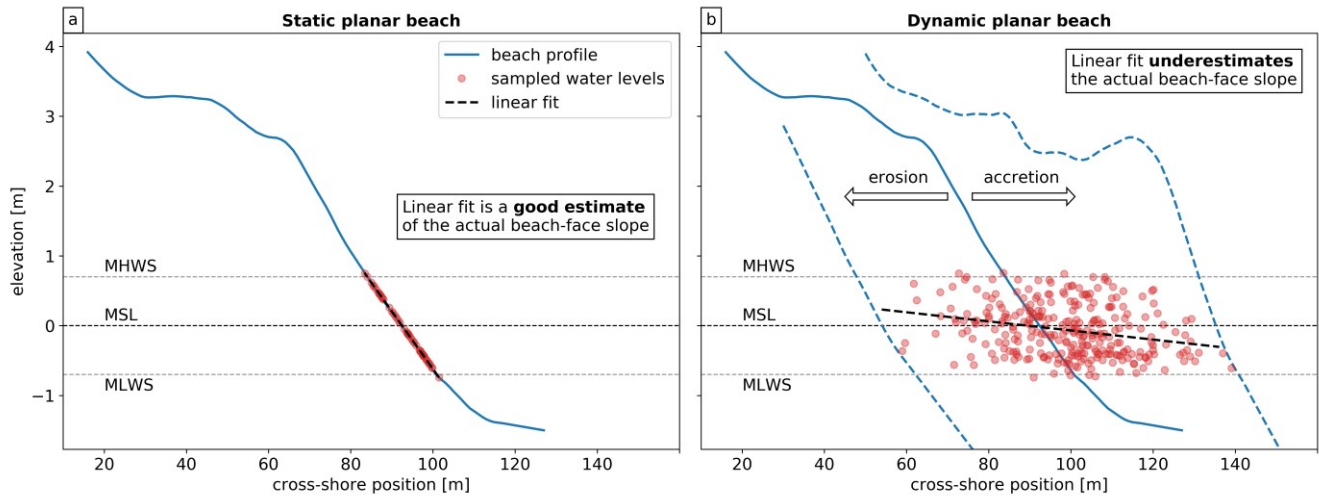 a
Static planar beach
4
3
2
1
0
−1
elevation [m]
beach profile
sampled water levels
linear fit
Linear fit is a good estimate
of the actual beach-face slope
MHWS
MSL
MLWS
20 40 60 80 100 120 140
cross-shore position [m]
b
Dynamic planar beach
Linear fit underestimates
the actual beach-face slope
erosion accretion
MHWS
MSL
MLWS
20 40 60 80 100 120 140
cross-shore position [m]